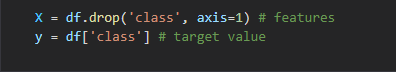 X = df.drop('class', axis=1) # features
y = df['class'] # target value